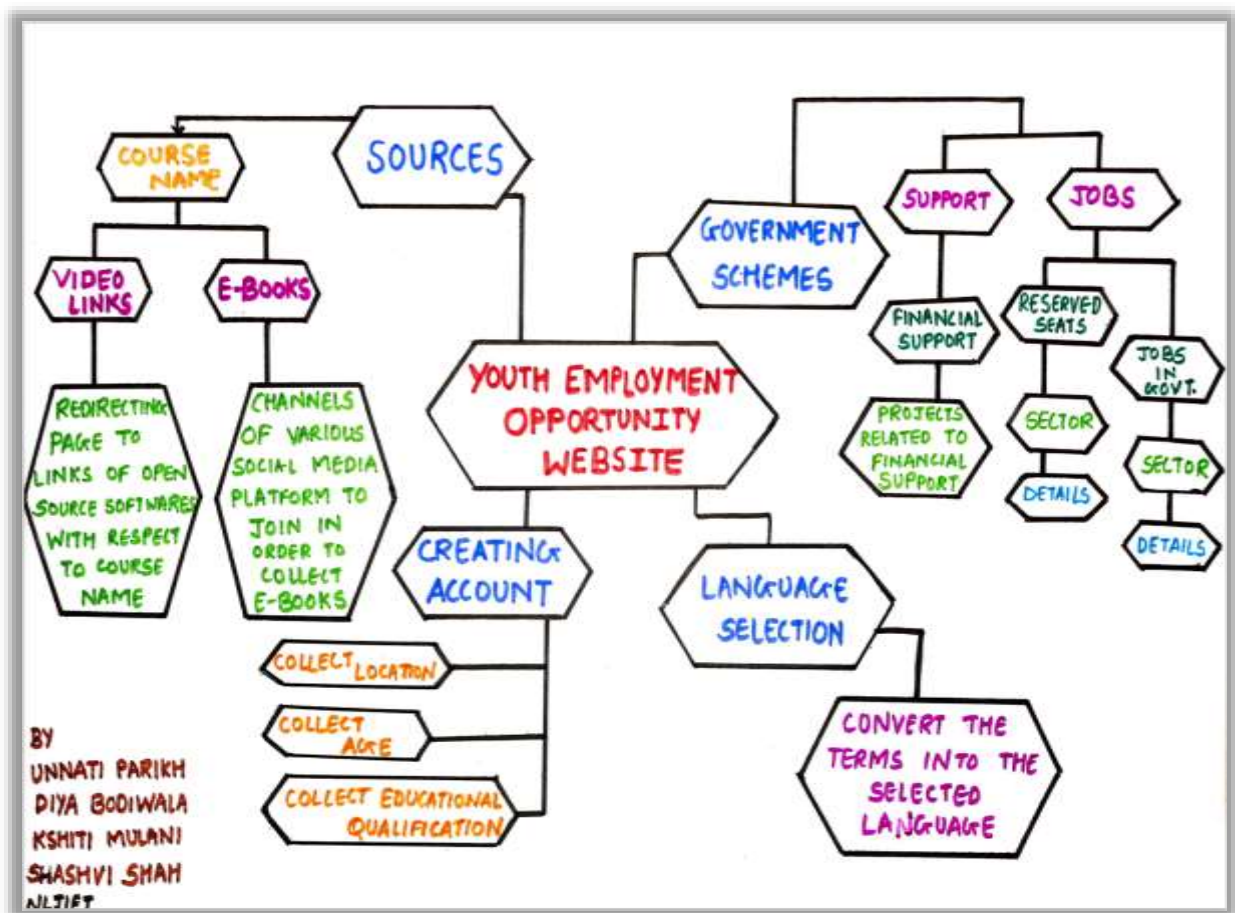 SOURCES
COURSE
NAME
VIDEO
LINKS
E-BOOKS
REDIRECTING
PAGE TO
LINKS OF OPEN
SOURCE SOFTWARES
WITH RESPECT
TO COURSE
NAME
CHANNELS
OF VARIOUS
SOCIAL MEDIA
PLATFORM TO
JOIN IN
ORDER TO
COLLECT
E-BOOKS
GOVERNMENT
SCHEMES
SUPPORT
JOBS
FINANCIAL
SUPPORT
RESERVED
SEATS
JOBS
IN
GOVT.
PROJECTS
RELATED TO
FINANCIAL
SUPPORT
SECTOR
DETAILS
SECTOR
DETAILS
YOUTH EMPLOYMENT
OPPORTUNITY
WEBSITE
CREATING
ACCOUNT
COLLECT LOCATION
COLLECT
AGE
COLLECT EDUCATIONAL
QUALIFICATION
LANGUAGE
SELECTION
CONVERT THE
TERMS INTO THE
SELECTED
LANGUAGE
BY
UNNATI PARIKH
DIYA BODIWALA
KSHITI MULANI
SHASHVI SHAH
NLJIET